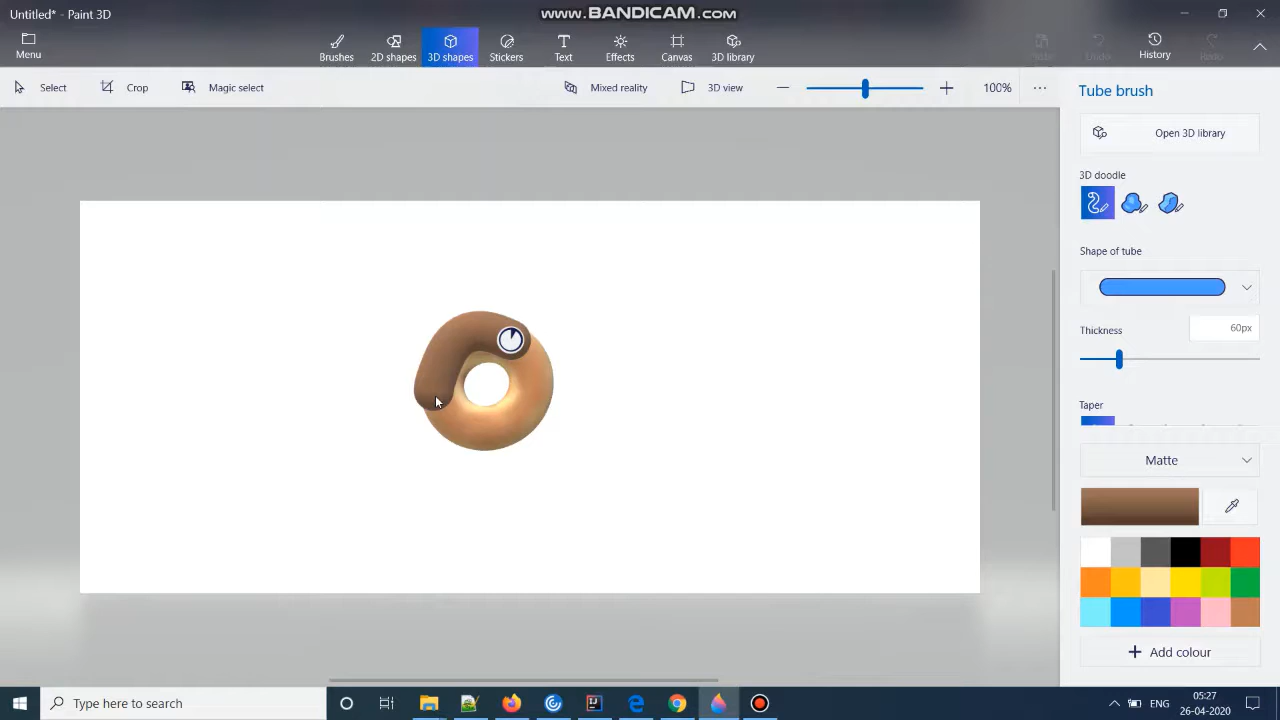 Untitled* - Paint 3D
www.BANDICAM.com
Menu
Brushes
2D shapes
3D shapes
Stickers
Text
Effects
Canvas
3D library
Undo
History
Redo
Select
Crop
Magic select
Mixed reality
3D view
100%
Tube brush
Open 3D library
3D doodle
Shape of tube
Thickness
60px
Taper
Matte
Add colour
Type here to search
ENG
05:27
26-04-2020